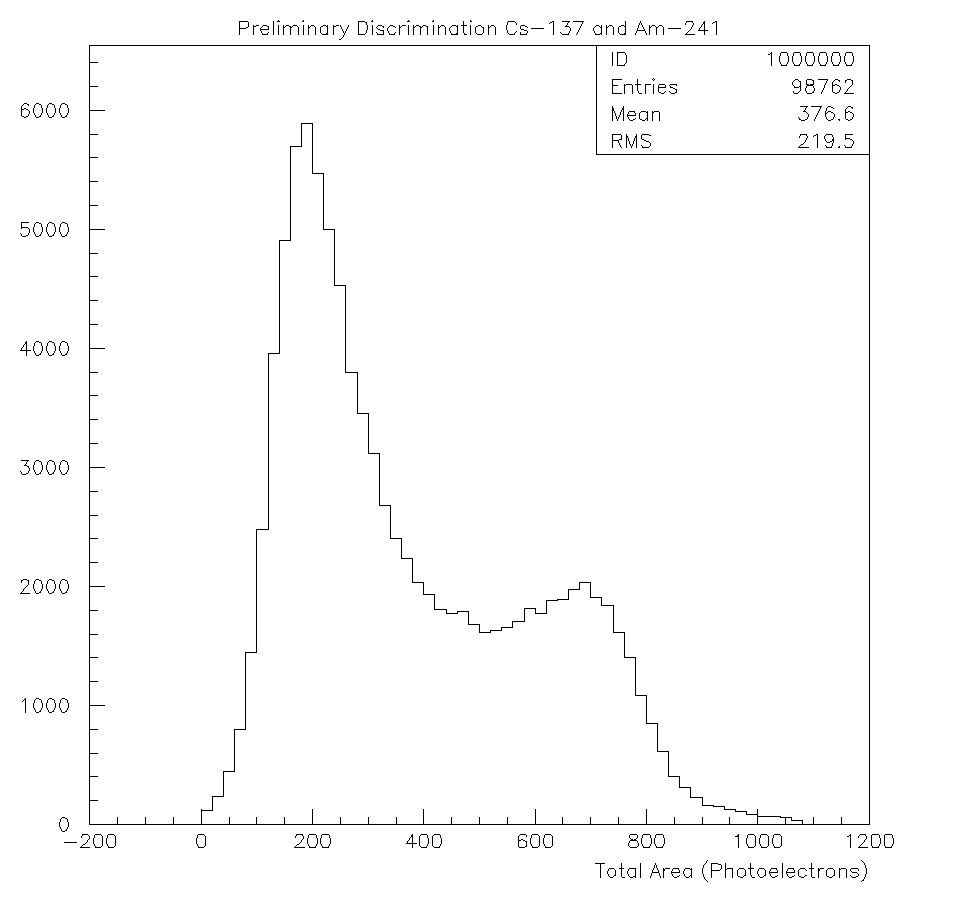 Preliminary Discrimination Cs-137 and Am-241
ID 1000000
Entries 98762
Mean 376.6
RMS 219.5
6000
5000
4000
3000
2000
1000
0
-200 0 200 400 600 800 1000 1200
Total Area (Photoelectrons)